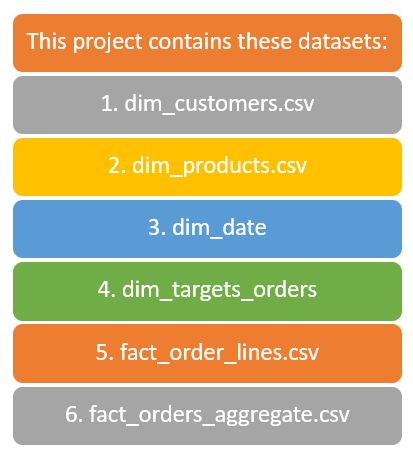 This project contains these datasets:
1. dim_customers.csv
2. dim_products.csv
3. dim_date
4. dim_targets_orders
5. fact_order_lines.csv
6. fact_orders_aggregate.csv